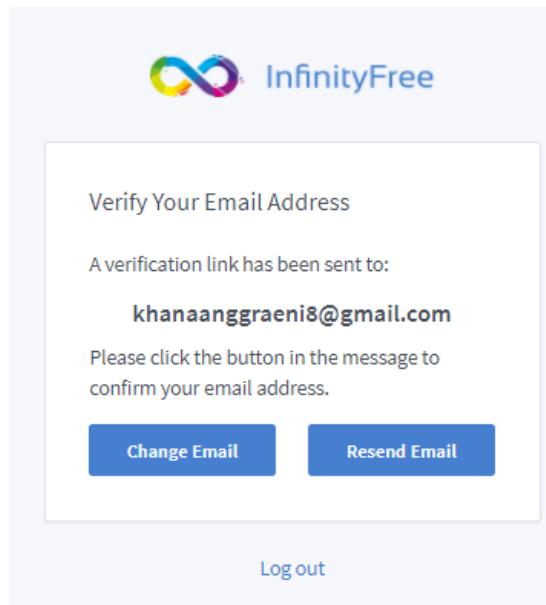 InfinityFree
Verify Your Email Address
A verification link has been sent to:
khanaanggraeni8@gmail.com
Please click the button in the message to
confirm your email address.
Change Email
Resend Email
Log out